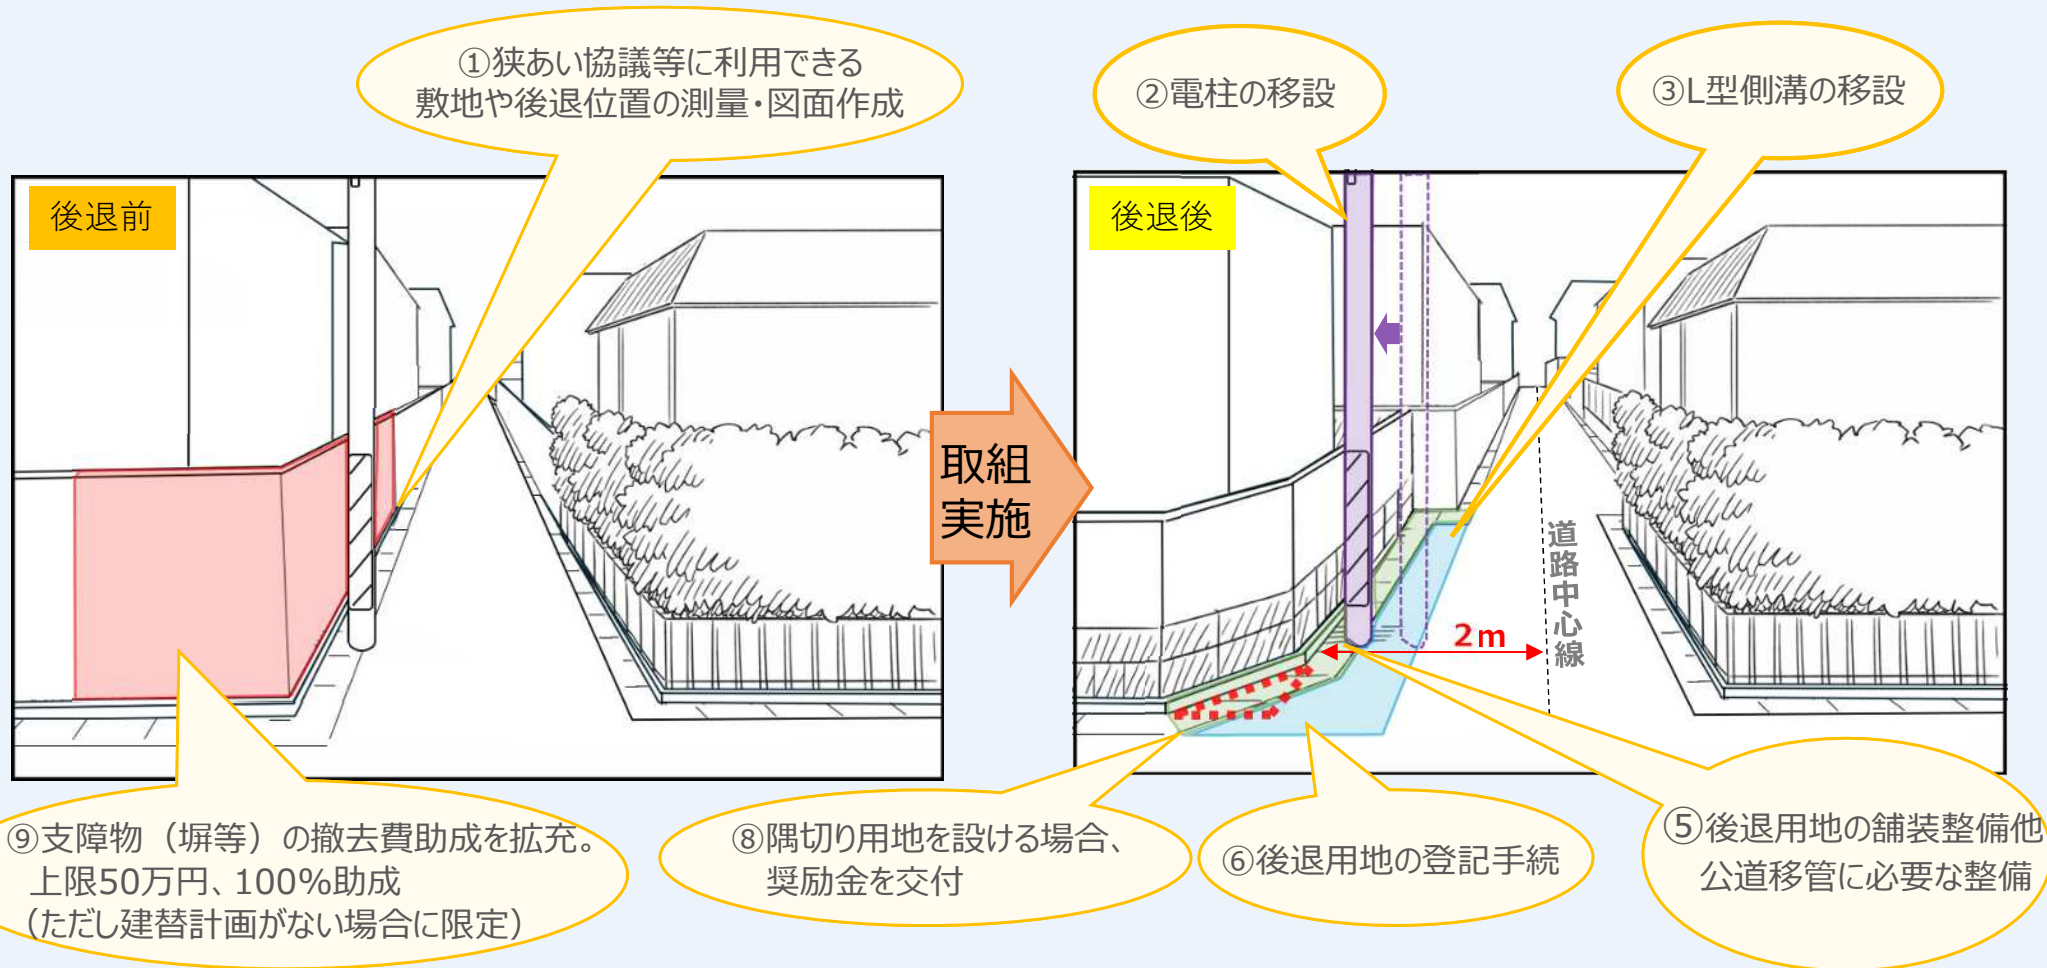 ①狭あい協議等に利用できる
敷地や後退位置の測量・図面作成
②電柱の移設
③L型側溝の移設
後退前
後退後
取組
実施
道路中心線
2m
⑨支障物（塀等）の撤去費助成を拡充。
上限50万円、100%助成
（ただし建替計画がない場合に限定）
⑧隅切り用地を設ける場合、
奨励金を交付
⑥後退用地の登記手続
⑤後退用地の舗装整備他
公道移管に必要な整備